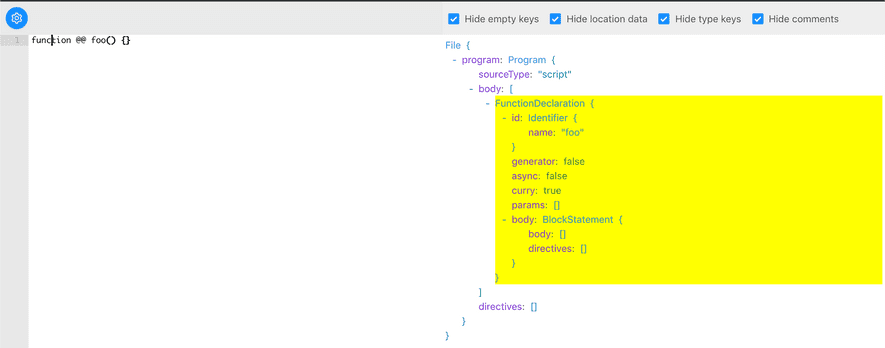 Hide empty keys Hide location data Hide type keys Hide comments
1 function @@ foo() {}
File {
- program: Program {
sourceType: "script"
- body: [
- FunctionDeclaration {
- id: Identifier {
name: "foo"
}
generator: false
async: false
curry: true
params: []
- body: BlockStatement {
body: []
directives: []
}
}
]
directives: []
}
}